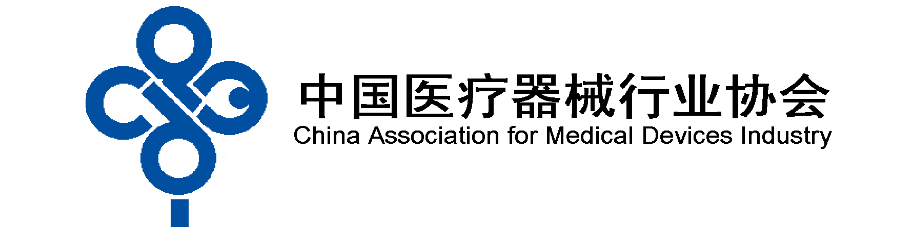 中国医疗器械行业协会
China Association for Medical Devices Industry